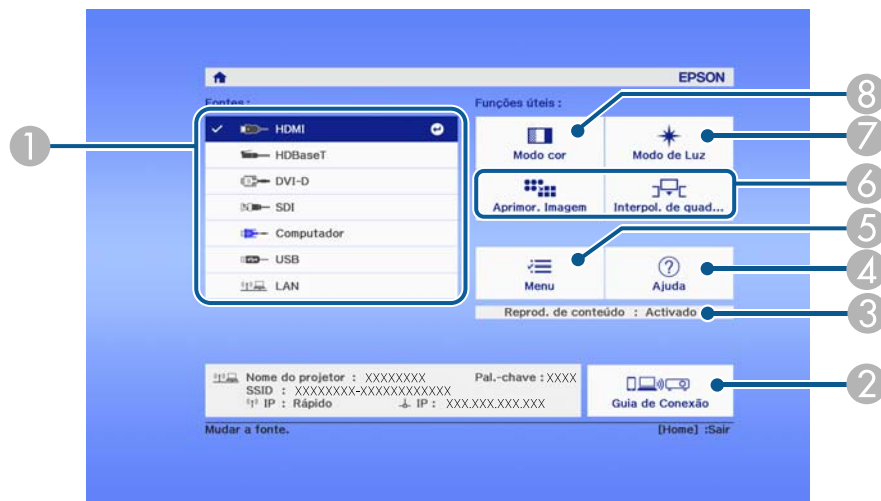 EPSON
Fontes :
Funções úteis :
HDMI
HDBaseT
DVI-D
SDI
Computador
USB
LAN
Modo cor
Modo de Luz
Aprimor. Imagem
Interpol. de quad...
Menu
Ajuda
Reprod. de conteúdo : Activado
Nome do projetor : XXXXXXXX Pal.-chave : XXXX
SSID : XXXXXXXX-XXXXXXXXXXXX
IP : Rápido IP : XXX.XXX.XXX.XXX
Guia de Conexão
Mudar a fonte. [Home] :Sair
1
8
7
6
5
4
3
2